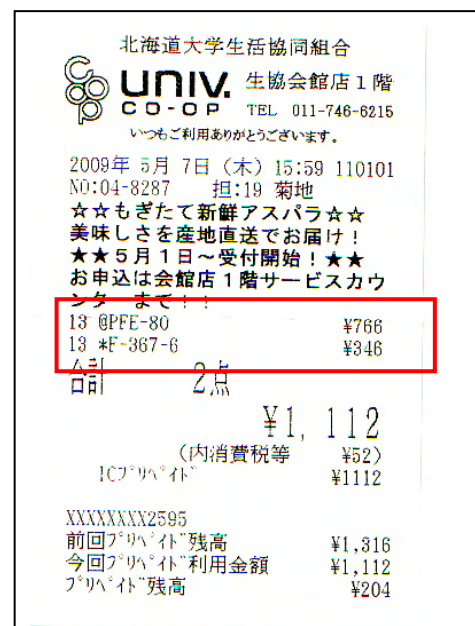 北海道大学生活協同組合
CO-OP UNIV. CO-OP 生協会館店1階
TEL 011-746-6215
いつもご利用ありがとうございます。
2009年 5月 7日 (木) 15:59 110101
NO:04-8287 担:19 菊地
☆☆もぎたて新鮮アスパラ☆☆
美味しさを産地直送でお届け!
★★5月1日~受付開始!★★
お申込は会館店1階サービスカウ
ンターまで!!
13 @PFE-80 ¥766
13 *F-367-6 ¥346
合計 2点
¥1,112
(内消費税等 ¥52)
ICプリペイド ¥1112
XXXXXXXX2595
前回プリペイド残高 ¥1,316
今回プリペイド利用金額 ¥1,112
プリペイド残高 ¥204